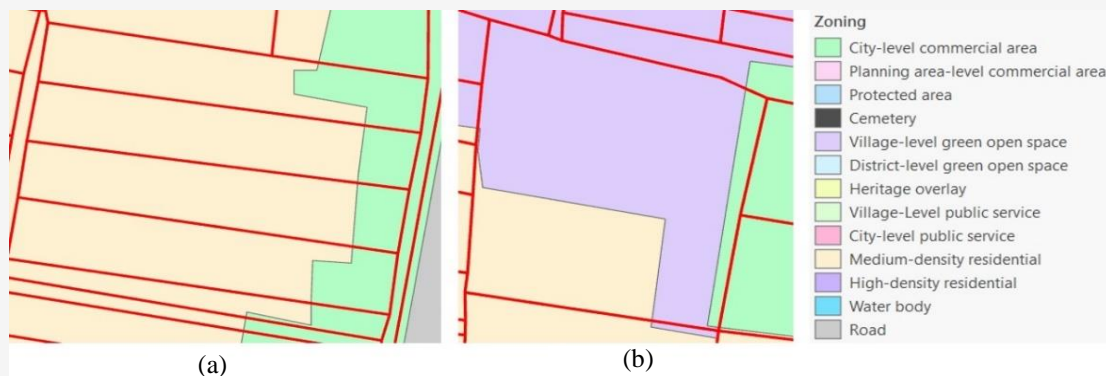 Zoning
City-level commercial area
Planning area-level commercial area
Protected area
Cemetery
Village-level green open space
District-level green open space
Heritage overlay
Village-Level public service
City-level public service
Medium-density residential
High-density residential
Water body
Road
(a)
(b)